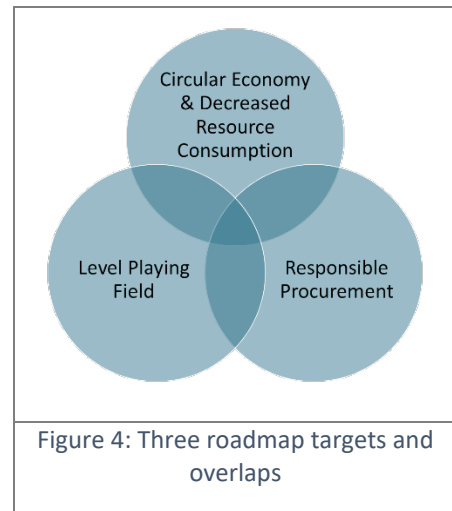 Circular Economy
& Decreased
Resource
Consumption
Level Playing
Field
Responsible
Procurement
Figure 4: Three roadmap targets and
overlaps